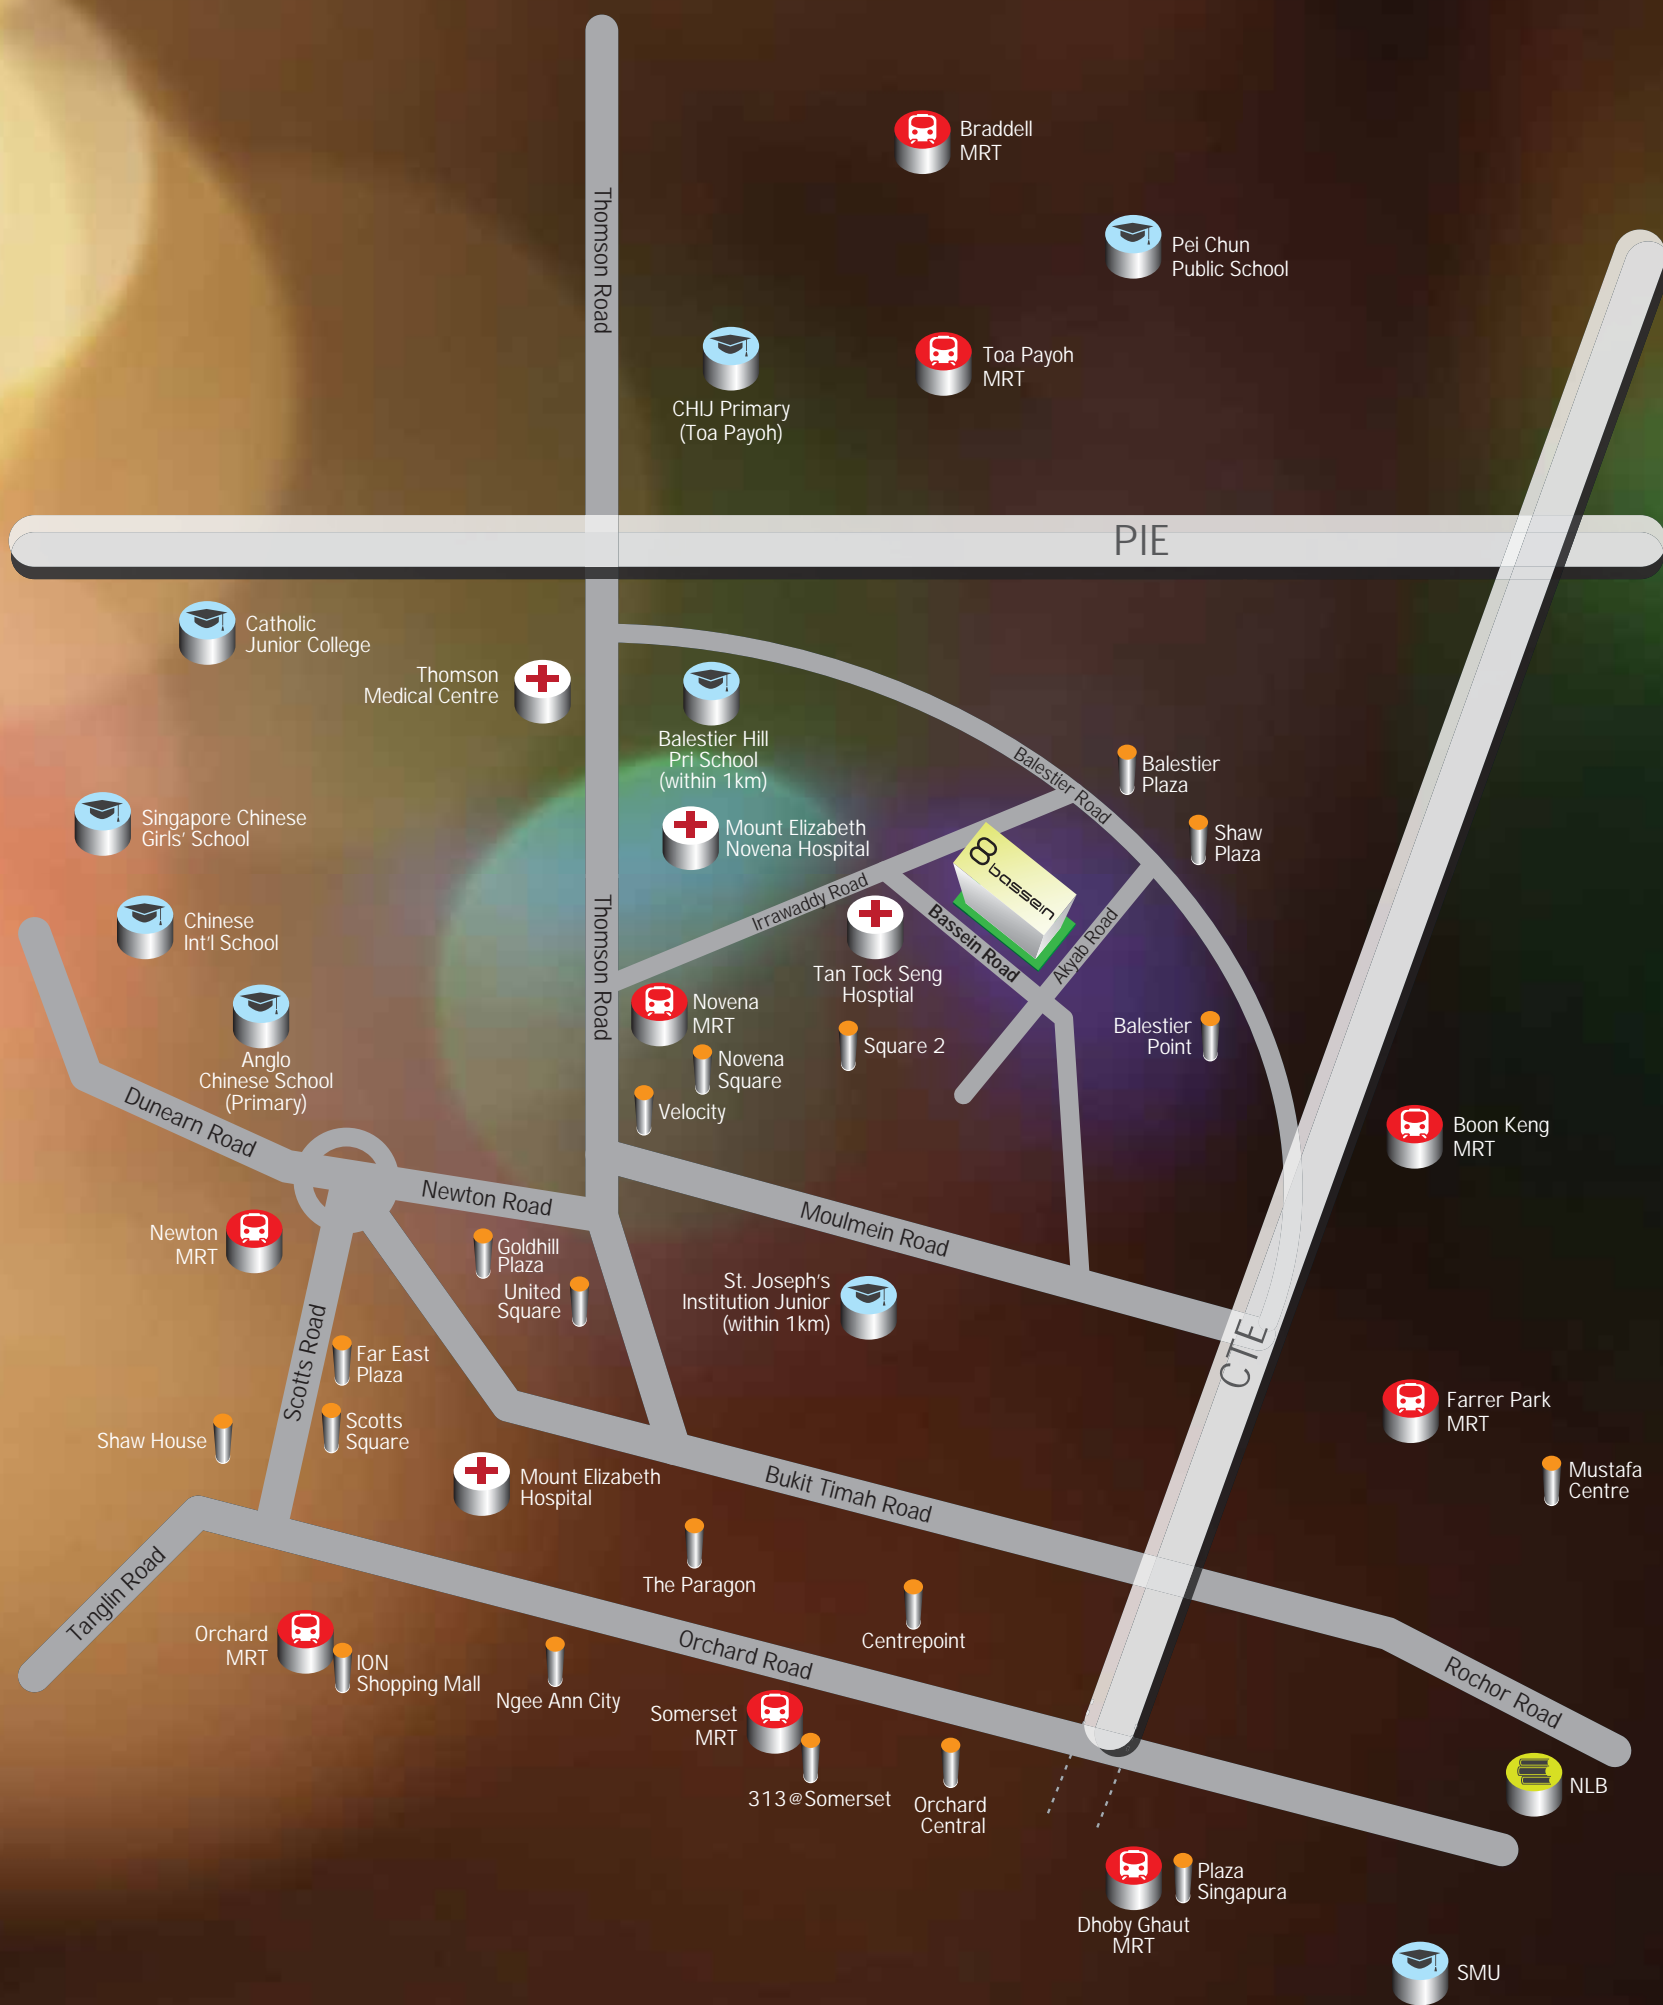 Braddell
MRT
Thomson Road
Pei Chun
Public School
Toa Payoh
MRT
CHIJ Primary
(Toa Payoh)
PIE
Catholic
Junior College
Thomson
Medical Centre
Balestier Hill
Pri School
(within 1km)
Balestier Road
Balestier
Plaza
Singapore Chinese
Girls' School
Mount Elizabeth
Novena Hospital
Shaw
Plaza
8 bassein
Irrawaddy Road
Thomson Road
Chinese
Int'l School
Bassein Road
Akyab Road
Tan Tock Seng
Hosptial
Novena
MRT
Square 2
Balestier
Point
Anglo
Chinese School
(Primary)
Novena
Square
Velocity
Dunearn Road
Boon Keng
MRT
Newton Road
Moulmein Road
Newton
MRT
Goldhill
Plaza
United
Square
St. Joseph's
Institution Junior
(within 1km)
CTE
Scotts Road
Far East
Plaza
Farrer Park
MRT
Shaw House
Scotts
Square
Mustafa
Centre
Mount Elizabeth
Hospital
Bukit Timah Road
Tanglin Road
The Paragon
Centrepoint
Orchard
MRT
ION
Shopping Mall
Orchard Road
Rochor Road
Ngee Ann City
Somerset
MRT
313@Somerset
Orchard
Central
NLB
Plaza
Singapura
Dhoby Ghaut
MRT
SMU